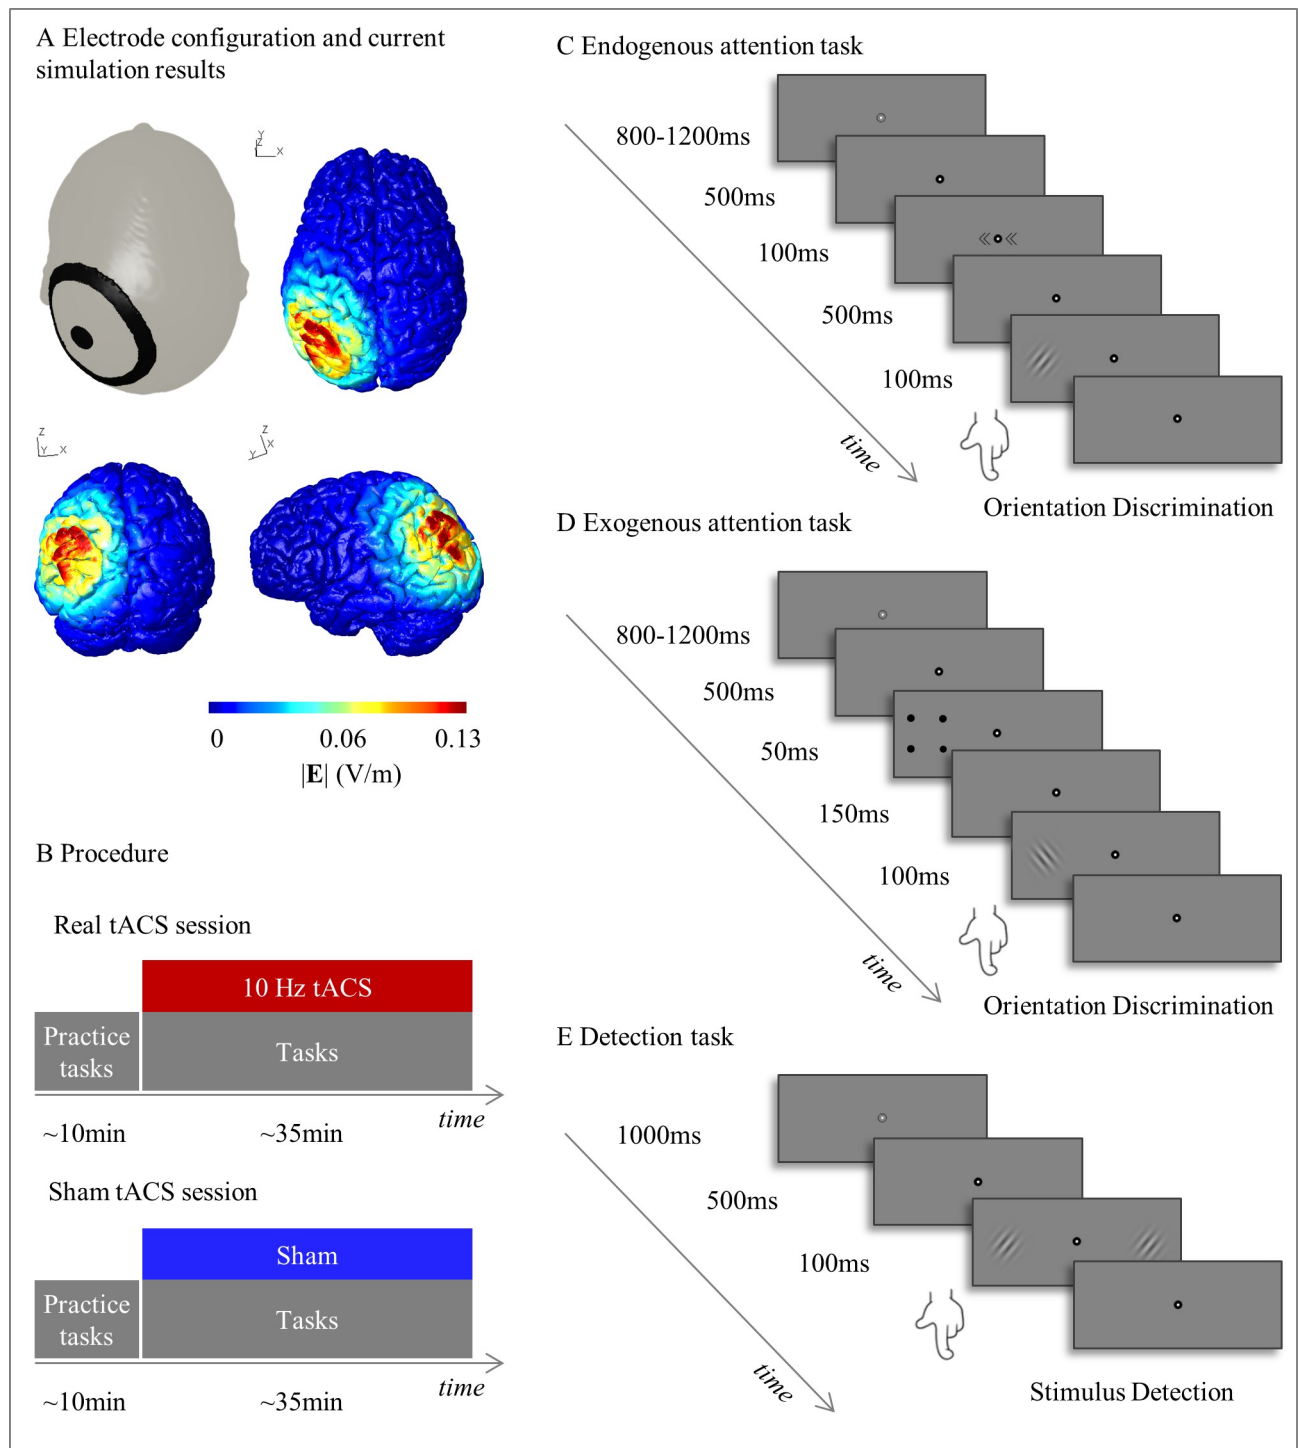 A Electrode configuration and current
simulation results
Y
Z
X
Z
Y
X
Z
X
Y
0
0.06
0.13
|E| (V/m)
B Procedure
Real tACS session
10 Hz tACS
Practice
tasks
Tasks
time
~10min
~35min
Sham tACS session
Sham
Practice
tasks
Tasks
time
~10min
~35min
C Endogenous attention task
800-1200ms
500ms
100ms
500ms
100ms
time
Orientation Discrimination
D Exogenous attention task
800-1200ms
500ms
50ms
150ms
100ms
time
Orientation Discrimination
E Detection task
1000ms
500ms
100ms
time
Stimulus Detection